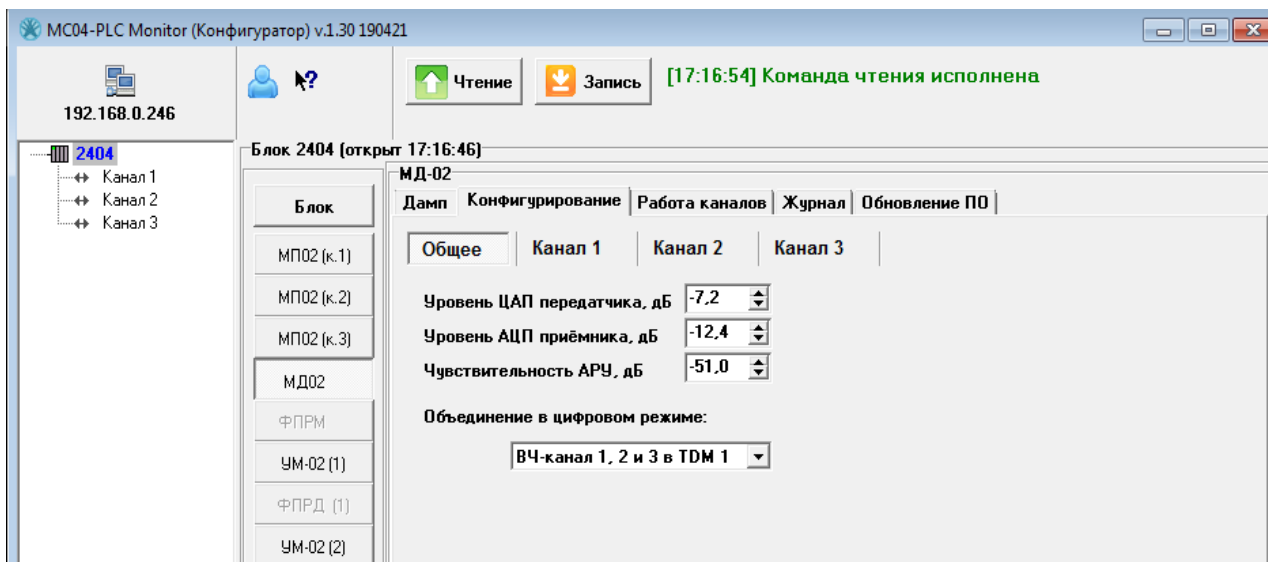 MC04-PLC Monitor (Конфигуратор) v.1.30 190421
192.168.0.246
Чтение
Запись
[17:16:54] Команда чтения исполнена
2404
Канал 1
Канал 2
Канал 3
Блок 2404 (открыт 17:16:46)
Блок
МП02 (к.1)
МП02 (к.2)
МП02 (к.3)
МД02
ФПРМ
УМ-02 (1)
ФПРД (1)
УМ-02 (2)
МД-02
Дамп Конфигурирование Работа каналов Журнал Обновление ПО
Общее Канал 1 Канал 2 Канал 3
Уровень ЦАП передатчика, дБ -7,2
Уровень АЦП приёмника, дБ -12,4
Чувствительность АРУ, дБ -51,0
Объединение в цифровом режиме:
ВЧ-канал 1, 2 и 3 в TDM 1